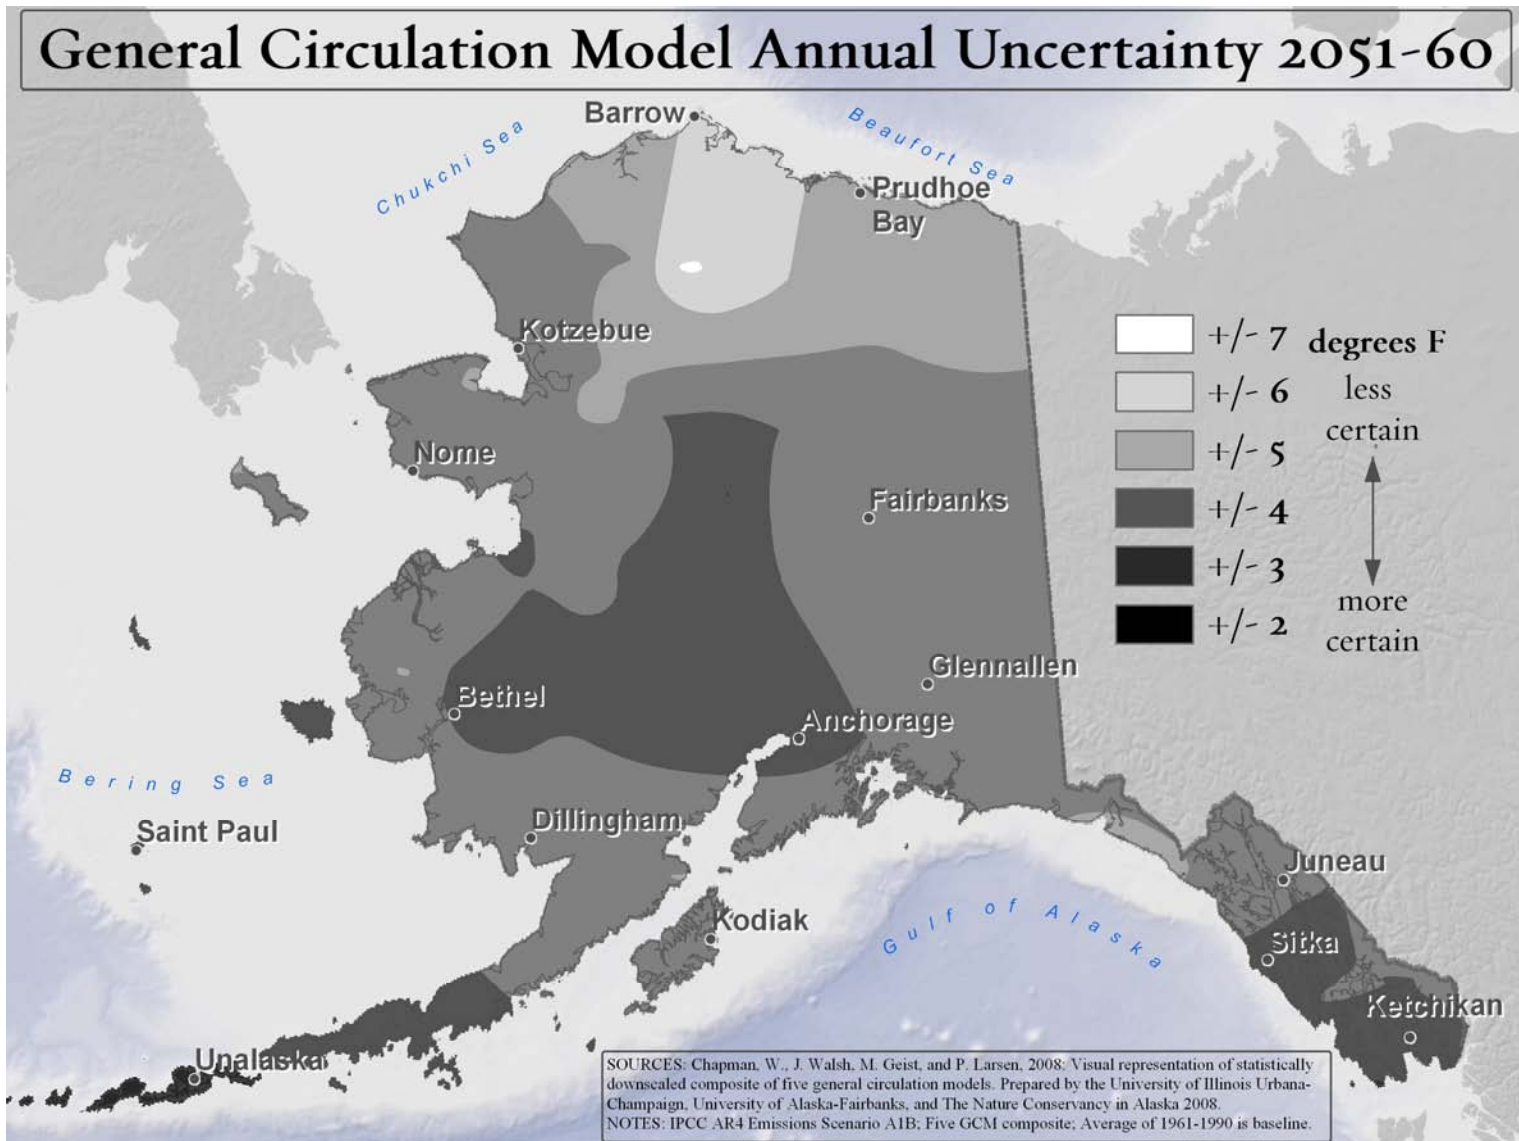 General Circulation Model Annual Uncertainty 2051-60
Barrow
Beaufort Sea
Chukchi Sea
Prudhoe
Bay
Kotzebue
+/- 7 degrees F
+/- 6 less
certain
+/- 5
Nome
Fairbanks
+/- 4
+/- 3
more
+/- 2
certain
Glennallen
Bethel
Anchorage
Bering Sea
Saint Paul
Dillingham
Juneau
Kodiak
Gulf of Alaska
Sitka
Ketchikan
Unalaska
SOURCES: Chapman, W., J. Walsh, M. Geist, and P. Larsen, 2008: Visual representation of statistically
downscaled composite of five general circulation models. Prepared by the University of Illinois Urbana-
Champaign, University of Alaska-Fairbanks, and The Nature Conservancy in Alaska 2008.
NOTES: IPCC AR4 Emissions Scenario A1B; Five GCM composite; Average of 1961-1990 is baseline.